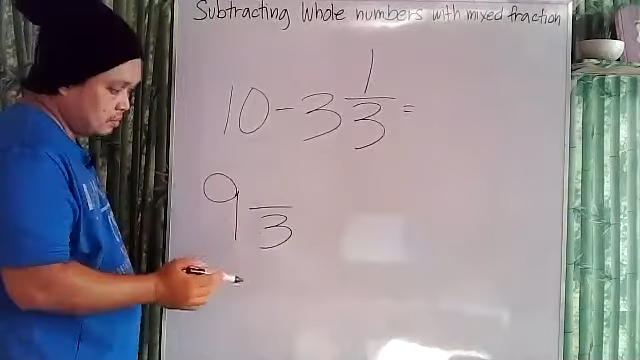 Subtracting Whole numbers with mixed fraction
10 - 3 1/3 =
9 /3